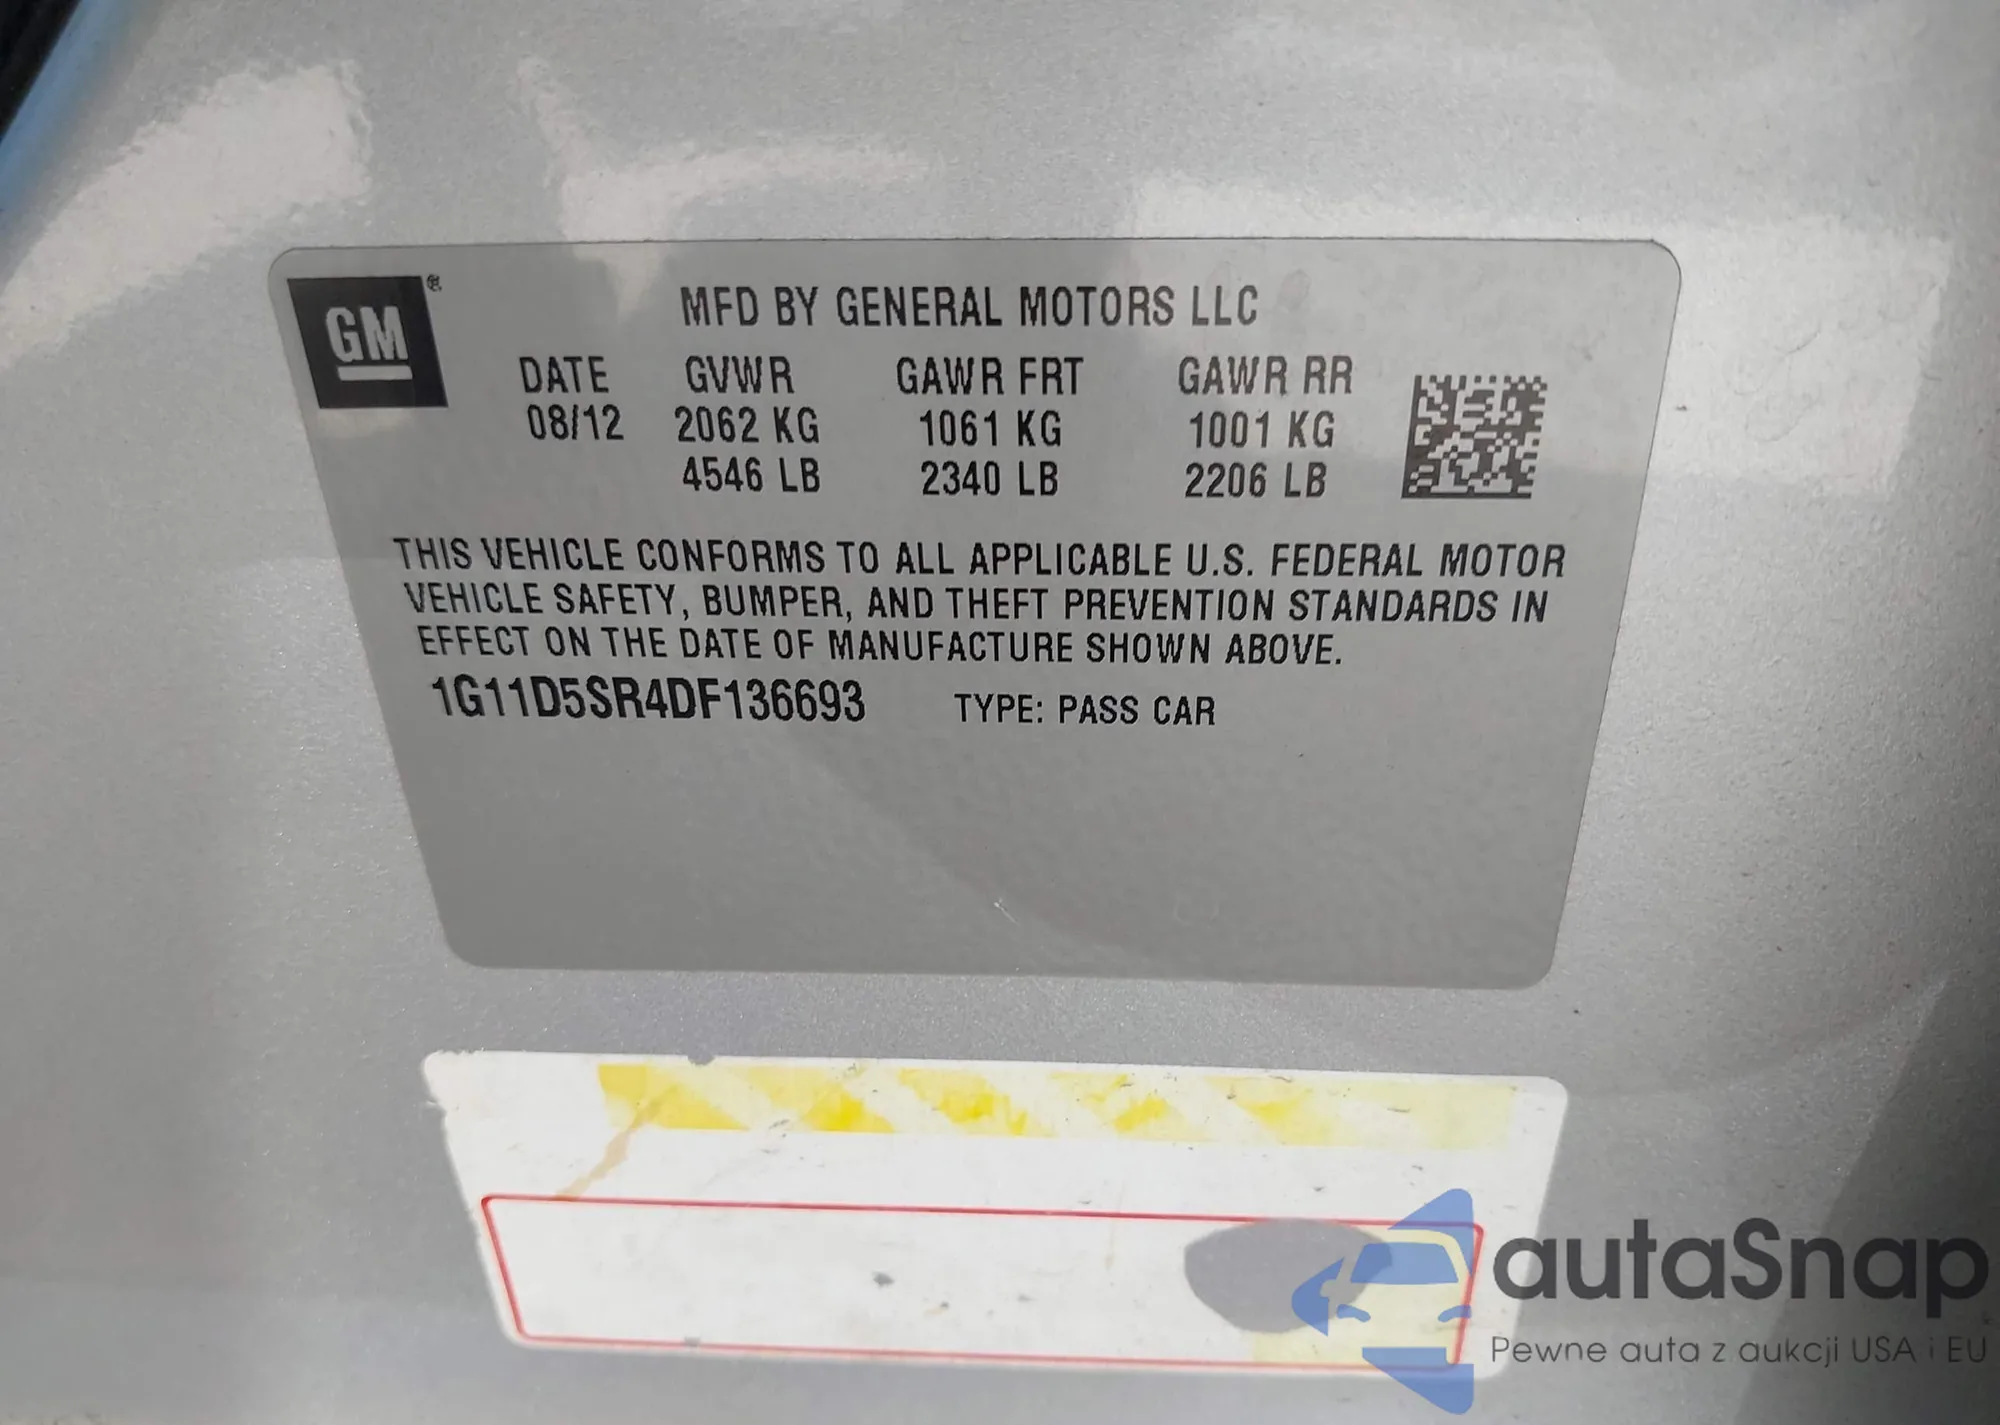 GM®
MFD BY GENERAL MOTORS LLC
DATE GVWR GAWR FRT GAWR RR
08/12 2062 KG 1061 KG 1001 KG
4546 LB 2340 LB 2206 LB
THIS VEHICLE CONFORMS TO ALL APPLICABLE U.S. FEDERAL MOTOR
VEHICLE SAFETY, BUMPER, AND THEFT PREVENTION STANDARDS IN
EFFECT ON THE DATE OF MANUFACTURE SHOWN ABOVE.
1G11D5SR4DF136693 TYPE: PASS CAR
autaSnap
Pewne auta z aukcji USA i EU